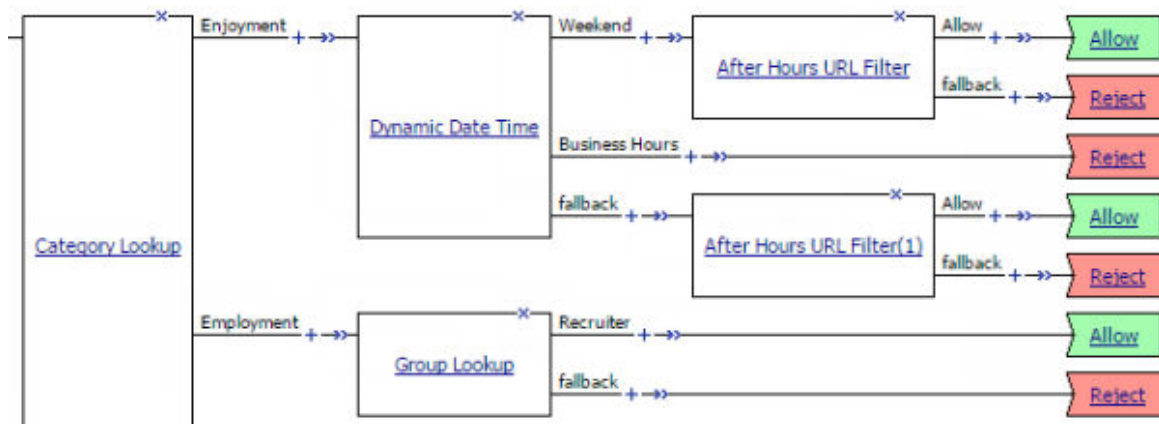 Enjoyment
Weekend
Allow
Allow
After Hours URL Filter
fallback
Reject
Dynamic Date Time
Business Hours
Reject
fallback
Allow
Allow
Category Lookup
After Hours URL Filter(1)
fallback
Reject
Employment
Recruiter
Allow
Group Lookup
fallback
Reject